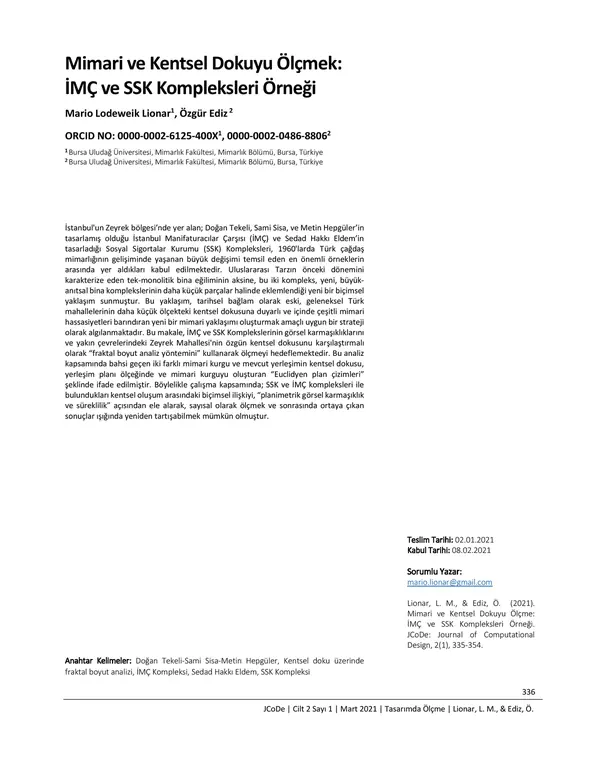 Mimari ve Kentsel Dokuyu Ölçmek:
İMÇ ve SSK Kompleksleri Örneği
Mario Lodeweik Lionar1, Özgür Ediz 2
ORCID NO: 0000-0002-6125-400X1, 0000-0002-0486-88062
1 Bursa Uludağ Üniversitesi, Mimarlık Fakültesi, Mimarlık Bölümü, Bursa, Türkiye
2 Bursa Uludağ Üniversitesi, Mimarlık Fakültesi, Mimarlık Bölümü, Bursa, Türkiye
İstanbul'un Zeyrek bölgesi'nde yer alan; Doğan Tekeli, Sami Sisa, ve Metin Hepgüler'in
tasarlamış olduğu İstanbul Manifaturacılar Çarşısı (İMÇ) ve Sedad Hakkı Eldem'in
tasarladığı Sosyal Sigortalar Kurumu (SSK) Kompleksleri, 1960'larda Türk çağdaş
mimarlığının gelişiminde yaşanan büyük değişimi temsil eden en önemli örneklerin
arasında yer aldıkları kabul edilmektedir. Uluslararası Tarzın önceki dönemini
karakterize eden tek-monolitik bina eğiliminin aksine, bu iki kompleks, yeni, büyük-
anıtsal bina komplekslerinin daha küçük parçalar halinde eklemlendiği yeni bir biçimsel
yaklaşım sunmuştur. Bu yaklaşım, tarihsel bağlam olarak eski, geleneksel Türk
mahallelerinin daha küçük ölçekteki kentsel dokusuna duyarlı ve içinde çeşitli mimari
hassasiyetleri barındıran yeni bir mimari yaklaşımı oluşturmak amaçlı uygun bir strateji
olarak algılanmaktadır. Bu makale, İMÇ ve SSK Komplekslerinin görsel karmaşıklıklarını
ve yakın çevrelerindeki Zeyrek Mahallesi'nin özgün kentsel dokusunu karşılaştırmalı
olarak "fraktal boyut analiz yöntemini" kullanarak ölçmeyi hedeflemektedir. Bu analiz
kapsamında bahsi geçen iki farklı mimari kurgu ve mevcut yerleşimin kentsel dokusu,
yerleşim planı ölçeğinde ve mimari kurguyu oluşturan "Euclidyen plan çizimleri"
şeklinde ifade edilmiştir. Böylelikle çalışma kapsamında; SSK ve İMÇ kompleksleri ile
bulundukları kentsel oluşum arasındaki biçimsel ilişkiyi, "planimetrik görsel karmaşıklık
ve süreklilik" açısından ele alarak, sayısal olarak ölçmek ve sonrasında ortaya çıkan
sonuçlar ışığında yeniden tartışabilmek mümkün olmuştur.
Teslim Tarihi: 02.01.2021
Kabul Tarihi: 08.02.2021
Sorumlu Yazar:
mario.lionar@gmail.com
Lionar, L. M., & Ediz, Ö. (2021).
Mimari ve Kentsel Dokuyu Ölçme:
İMÇ ve SSK Kompleksleri Örneği.
JCoDe: Journal of Computational
Design, 2(1), 335-354.
Anahtar Kelimeler: Doğan Tekeli-Sami Sisa-Metin Hepgüler, Kentsel doku üzerinde
fraktal boyut analizi, İMÇ Kompleksi, Sedad Hakkı Eldem, SSK Kompleksi
336
JCoDe | Cilt 2 Sayı 1 | Mart 2021 | Tasarımda Ölçme | Lionar, L. M., & Ediz, Ö.